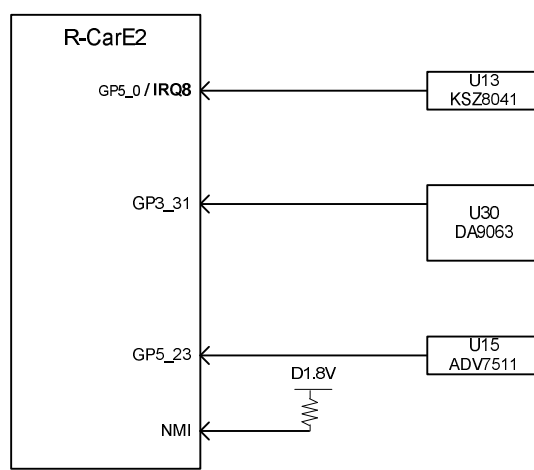 R-CarE2
GP5_0 / IRQ8
U13
KSZ8041
GP3_31
U30
DA9063
GP5_23
U15
ADV7511
D1.8V
NMI